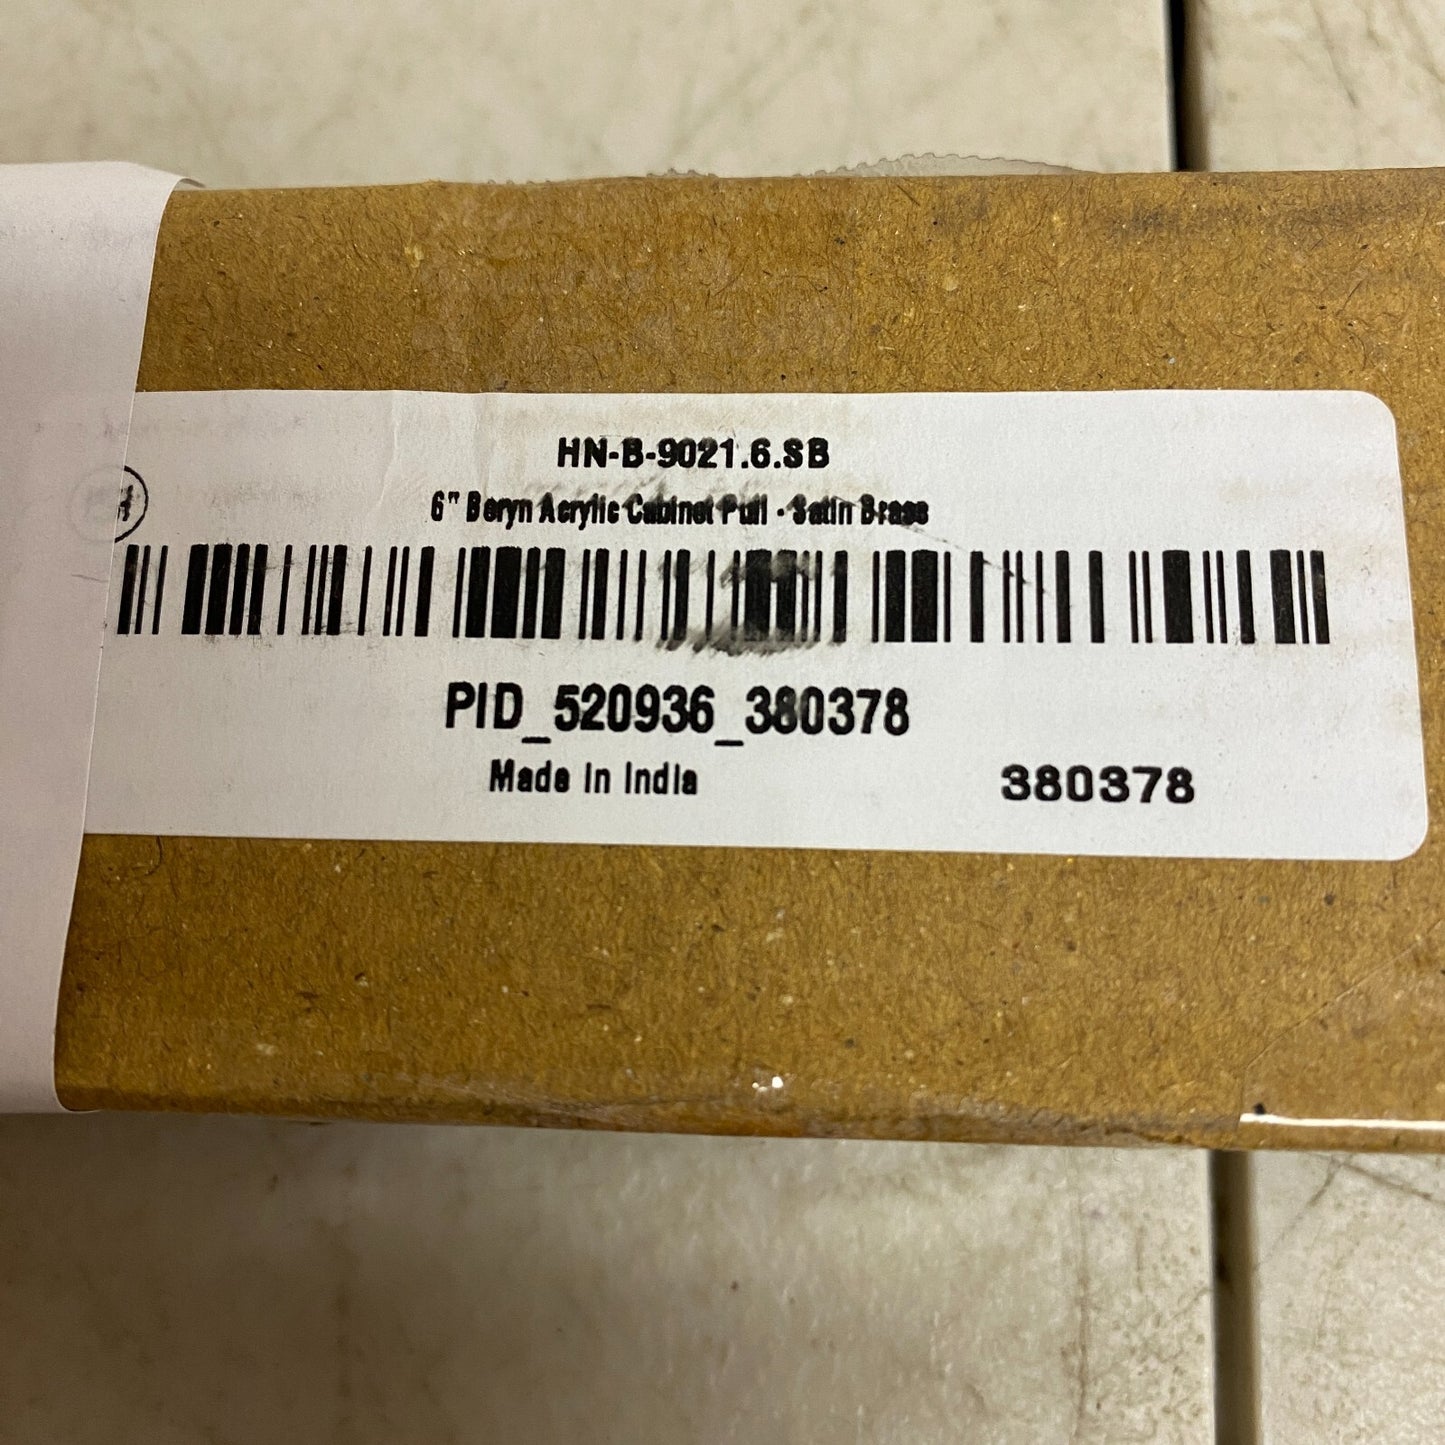 HN-B-9021.6.SB
6" Beryn Acrylic Cabinet Pull - Satin Brass
PID_520936_380378
Made in India
380378